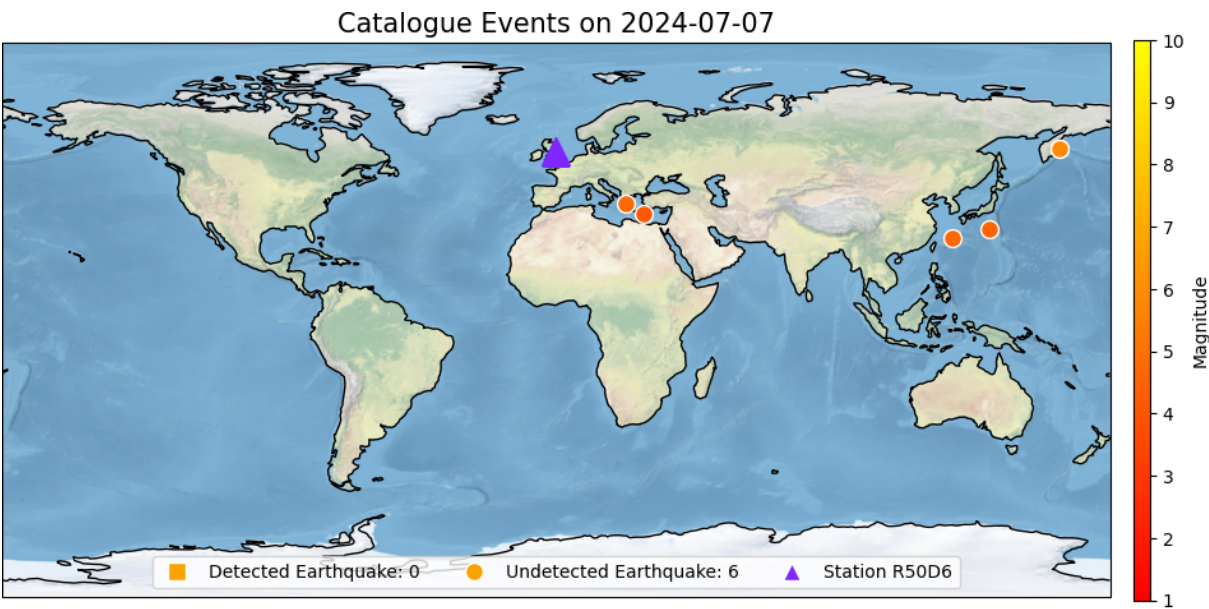 Catalogue Events on 2024-07-07
10
9
8
7
6
5
4
3
2
1
Magnitude
Detected Earthquake: 0
Undetected Earthquake: 6
Station R50D6